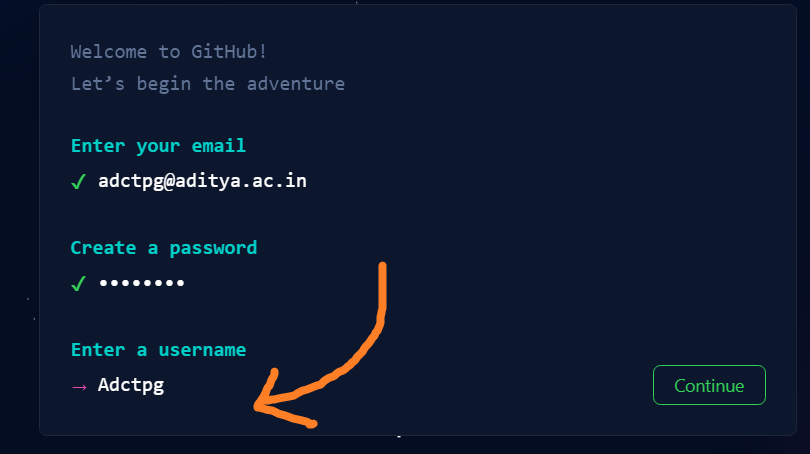 Welcome to GitHub!
Let’s begin the adventure
Enter your email
✓ adctpg@aditya.ac.in
Create a password
✓ ••••••••
Enter a username
→ Adctpg
Continue